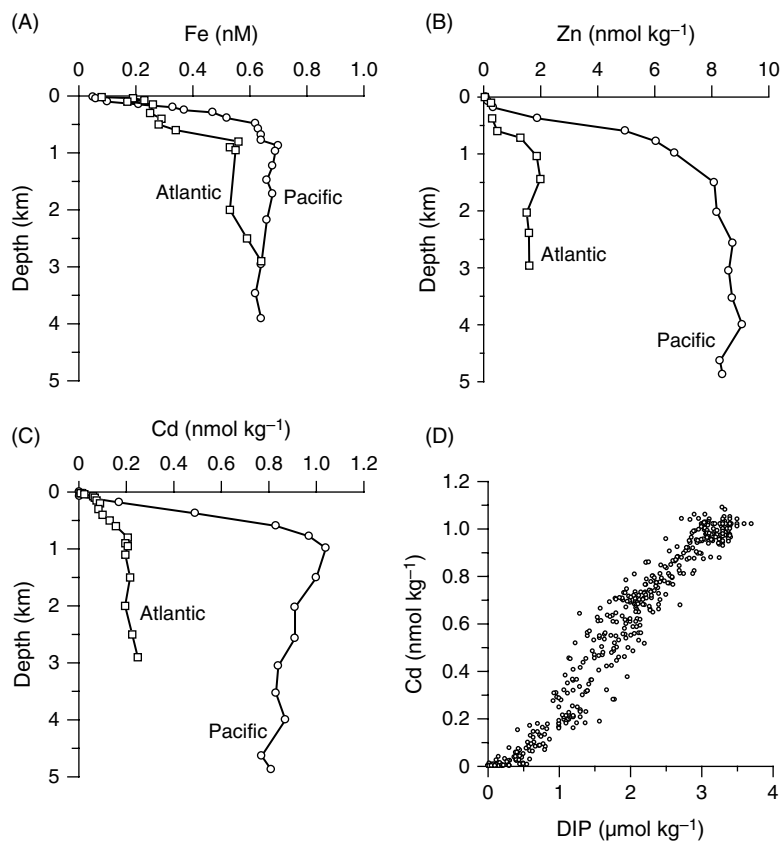 (A)
Fe (nM)
0 0.2 0.4 0.6 0.8 1.0
0
1
2
3
4
5
Depth (km)
Atlantic
Pacific
(B)
Zn (nmol kg⁻¹)
0 2 4 6 8 10
0
1
2
3
4
5
Depth (km)
Atlantic
Pacific
(C)
Cd (nmol kg⁻¹)
0 0.2 0.4 0.6 0.8 1.0 1.2
0
1
2
3
4
5
Depth (km)
Atlantic
Pacific
(D)
1.2
1.0
0.8
0.6
0.4
0.2
0
Cd (nmol kg⁻¹)
0 1 2 3 4
DIP (µmol kg⁻¹)